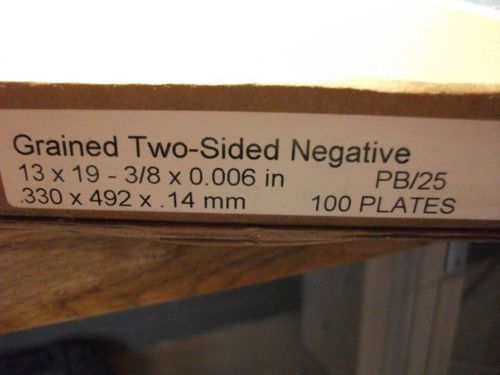 Grained Two-Sided Negative
13 x 19 - 3/8 x 0.006 in PB/25
.330 x 492 x .14 mm 100 PLATES